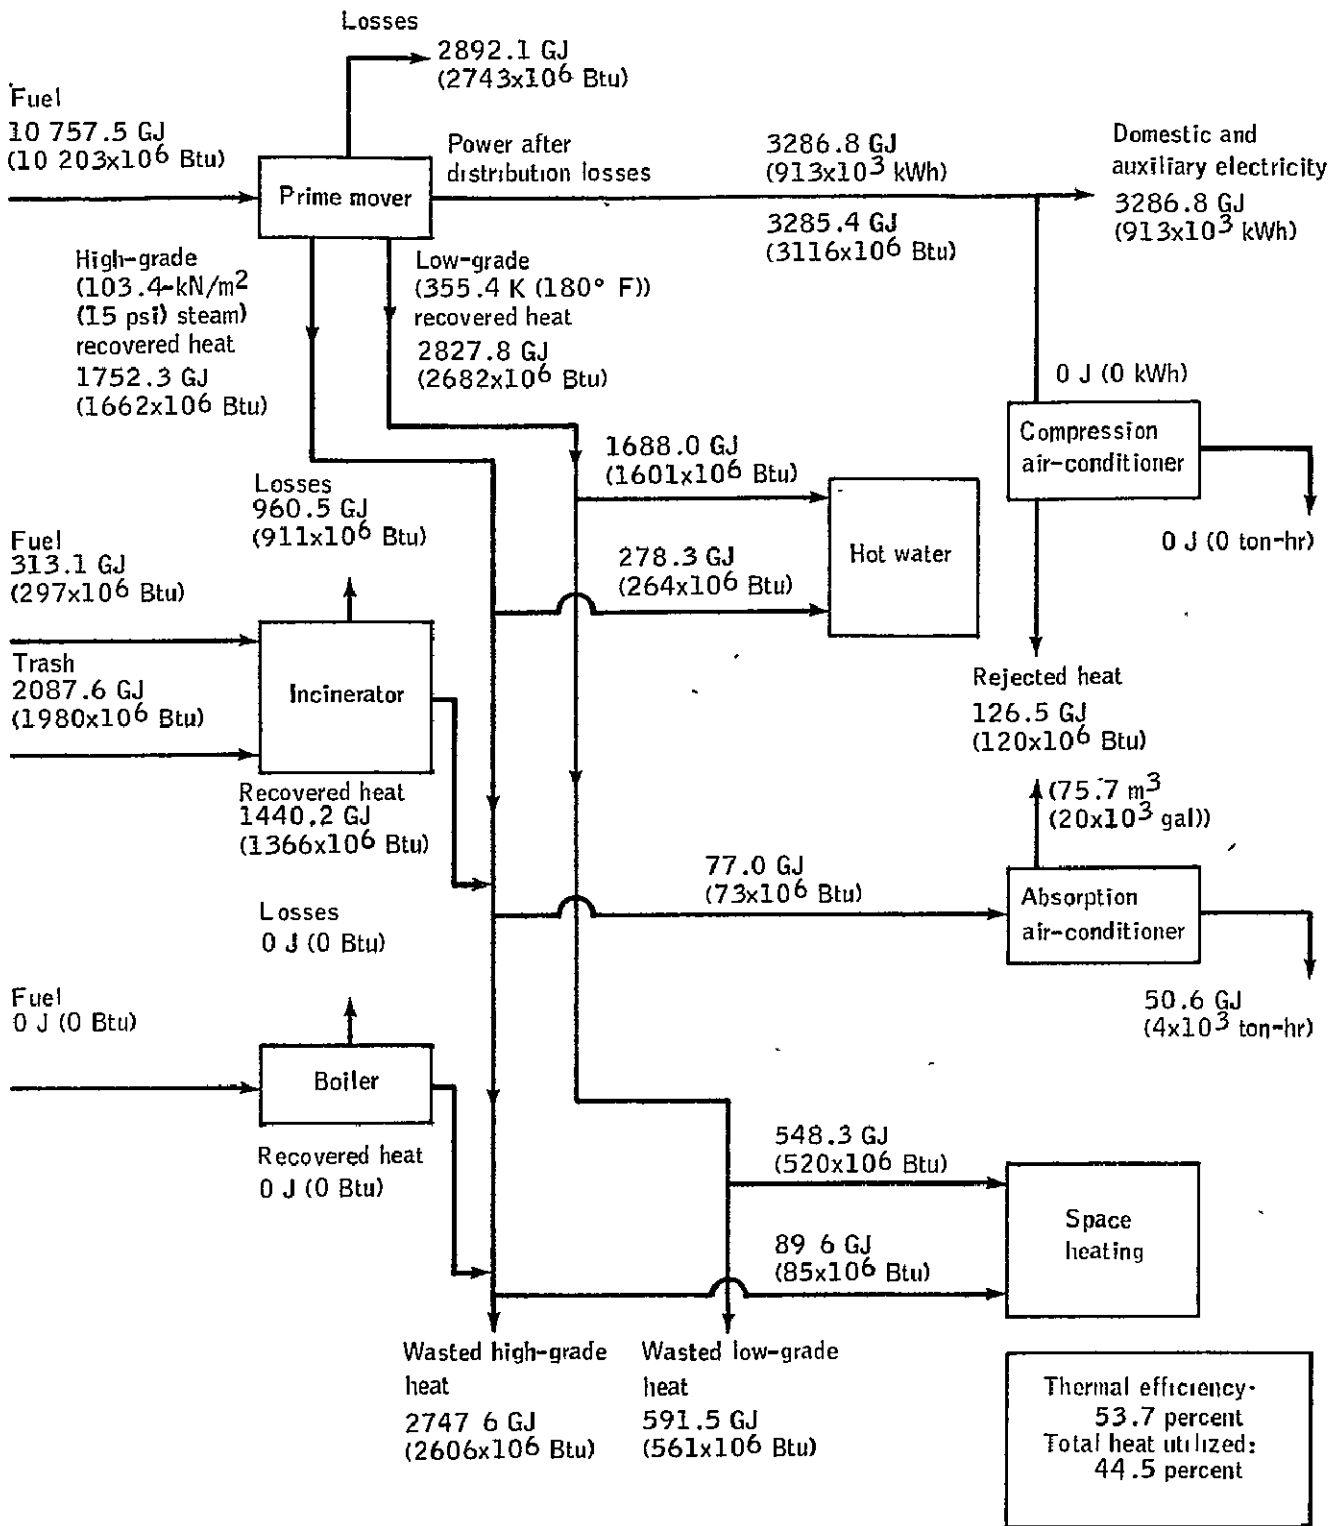 Losses
2892.1 GJ
(2743x10⁶ Btu)
Fuel
10 757.5 GJ
(10 203x10⁶ Btu)
Prime mover
Power after
distribution losses
3286.8 GJ
(913x10³ kWh)
3285.4 GJ
(3116x10⁶ Btu)
Domestic and
auxiliary electricity
3286.8 GJ
(913x10³ kWh)
High-grade
(103.4-kN/m²
(15 psi) steam)
recovered heat
1752.3 GJ
(1662x10⁶ Btu)
Low-grade
(355.4 K (180° F))
recovered heat
2827.8 GJ
(2682x10⁶ Btu)
0 J (0 kWh)
Compression
air-conditioner
0 J (0 ton-hr)
1688.0 GJ
(1601x10⁶ Btu)
278.3 GJ
(264x10⁶ Btu)
Hot water
Losses
960.5 GJ
(911x10⁶ Btu)
Fuel
313.1 GJ
(297x10⁶ Btu)
Trash
2087.6 GJ
(1980x10⁶ Btu)
Incinerator
Recovered heat
1440.2 GJ
(1366x10⁶ Btu)
Rejected heat
126.5 GJ
(120x10⁶ Btu)
(75.7 m³
(20x10³ gal))
77.0 GJ
(73x10⁶ Btu)
Absorption
air-conditioner
50.6 GJ
(4x10³ ton-hr)
Losses
0 J (0 Btu)
Fuel
0 J (0 Btu)
Boiler
Recovered heat
0 J (0 Btu)
548.3 GJ
(520x10⁶ Btu)
89 6 GJ
(85x10⁶ Btu)
Space
heating
Wasted high-grade
heat
2747 6 GJ
(2606x10⁶ Btu)
Wasted low-grade
heat
591.5 GJ
(561x10⁶ Btu)
Thermal efficiency·
53.7 percent
Total heat utilized:
44.5 percent